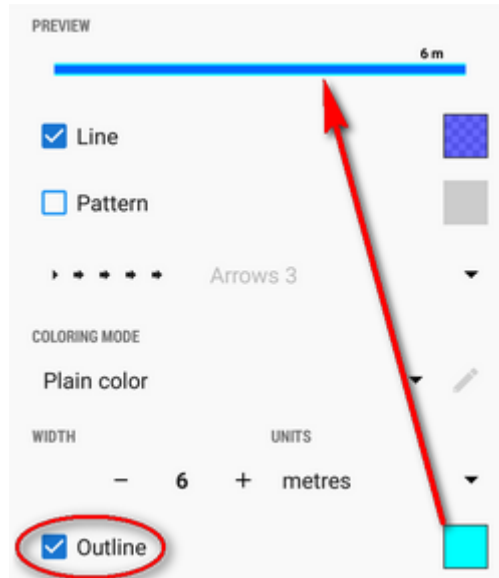 PREVIEW
6 m
Line
Pattern
Arrows 3
COLORING MODE
Plain color
WIDTH UNITS
− 6 + metres
Outline